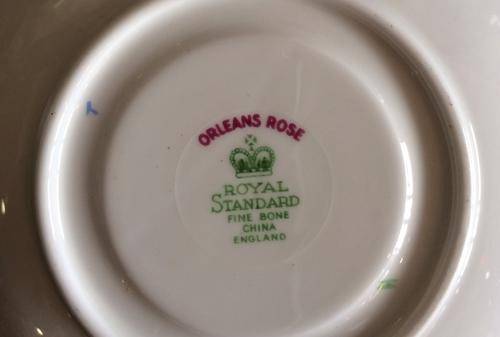 ORLEANS ROSE
ROYAL
STANDARD
FINE BONE
CHINA
ENGLAND